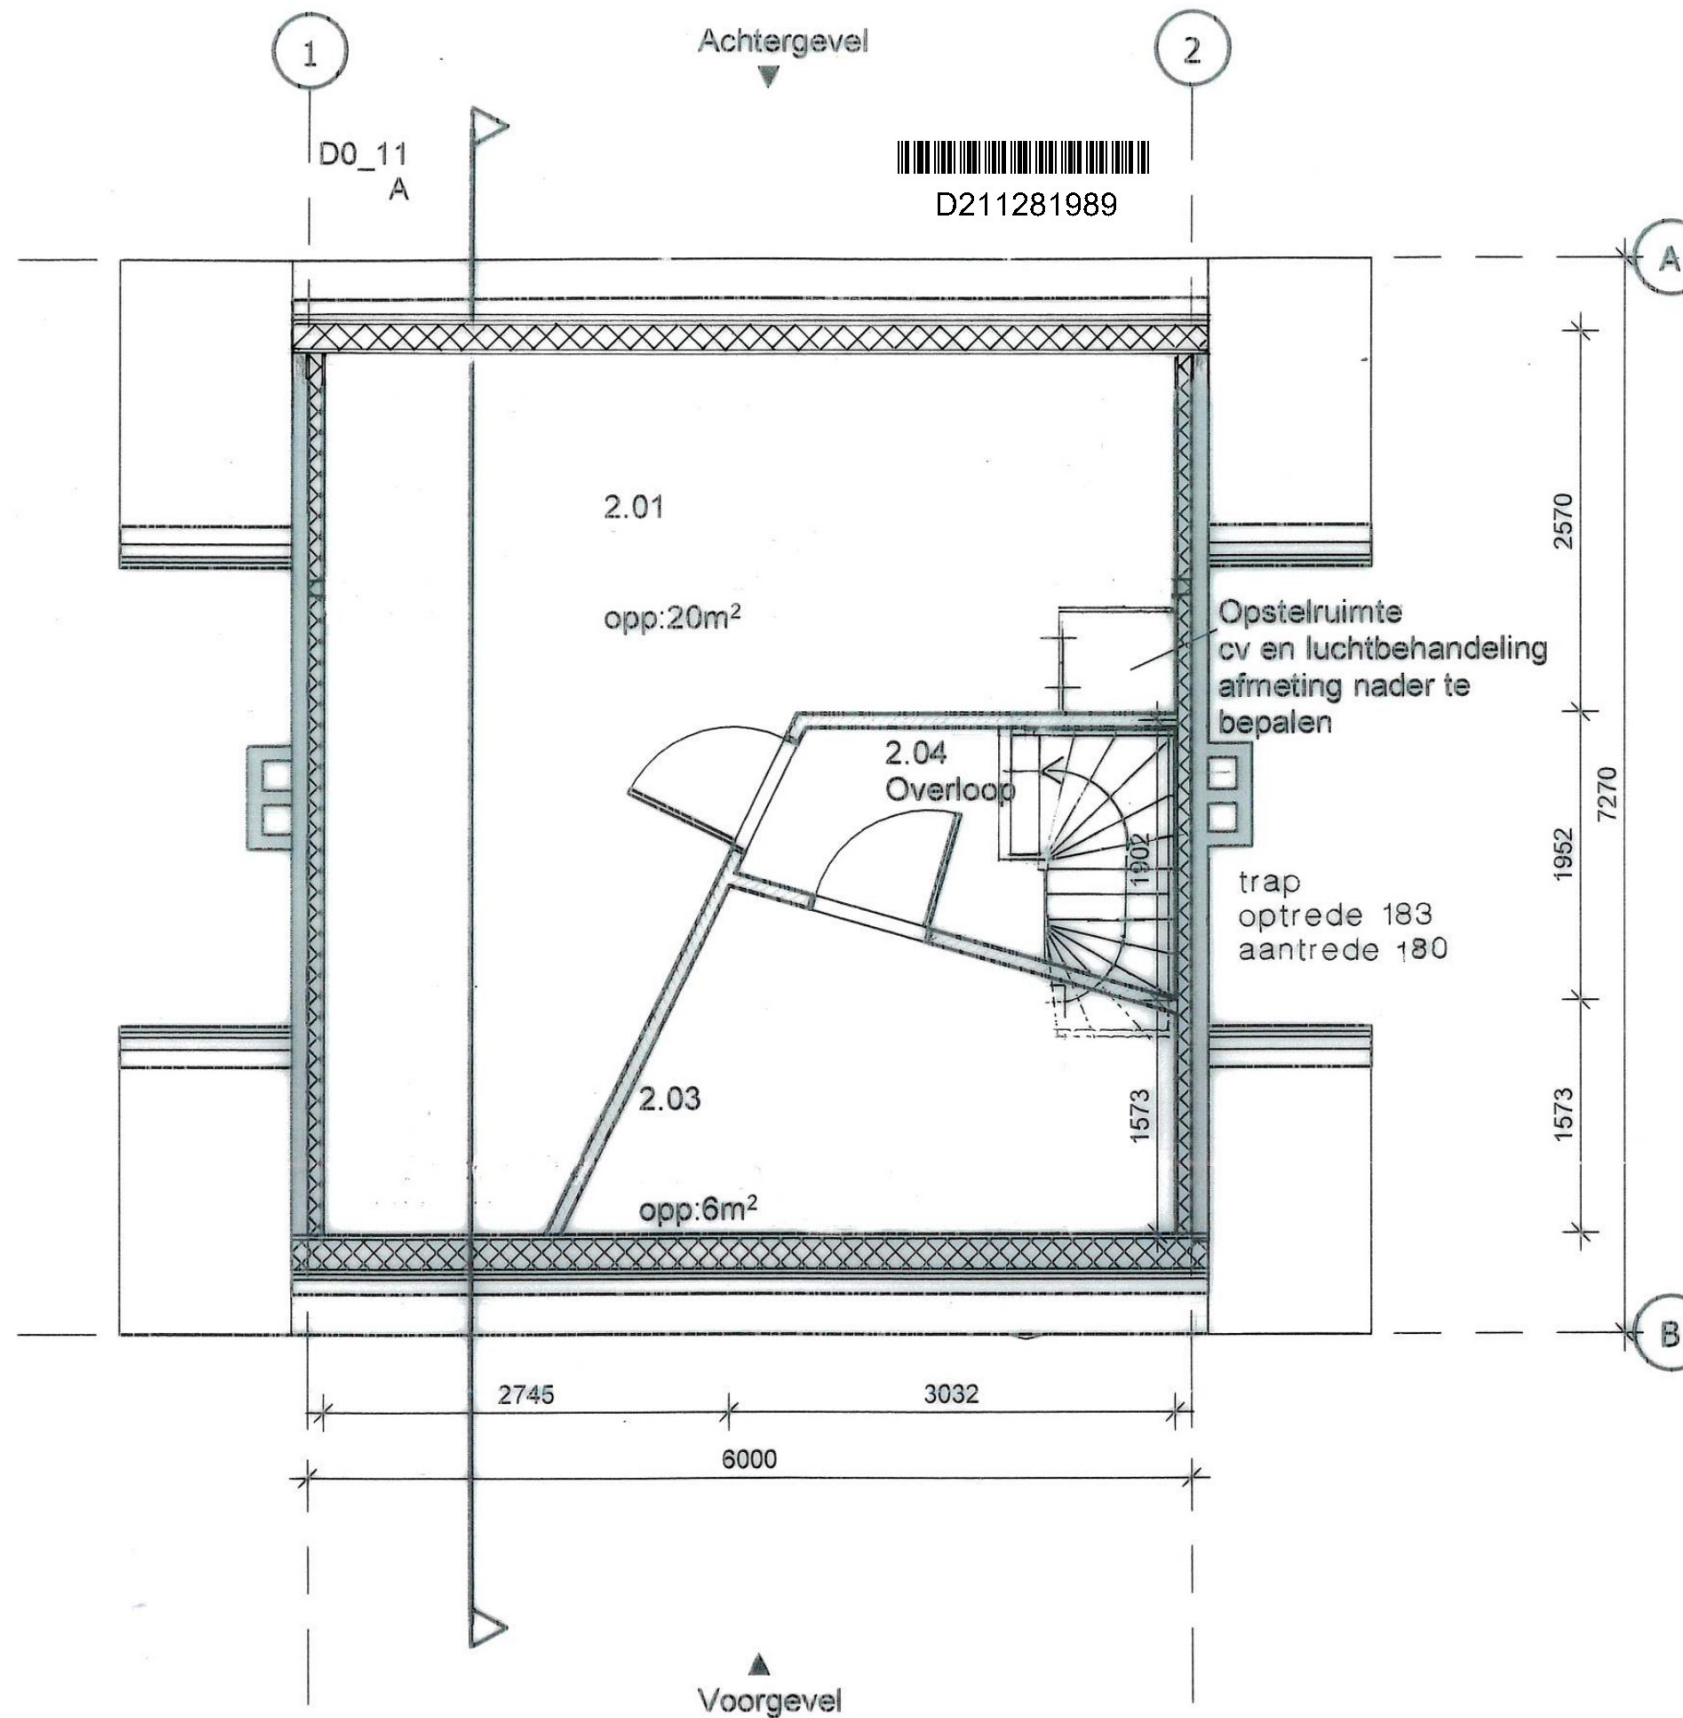 1
Achtergevel
2
D0_11
A
D211281989
A
2.01
2570
opp:20m²
Opstelruimte
cv en luchtbehandeling
afmeting nader te
bepalen
2.04
Overloop
7270
1902
1952
trap
optrede 183
aantrede 180
2.03
1573
1573
opp:6m²
B
2745
3032
6000
Voorgevel